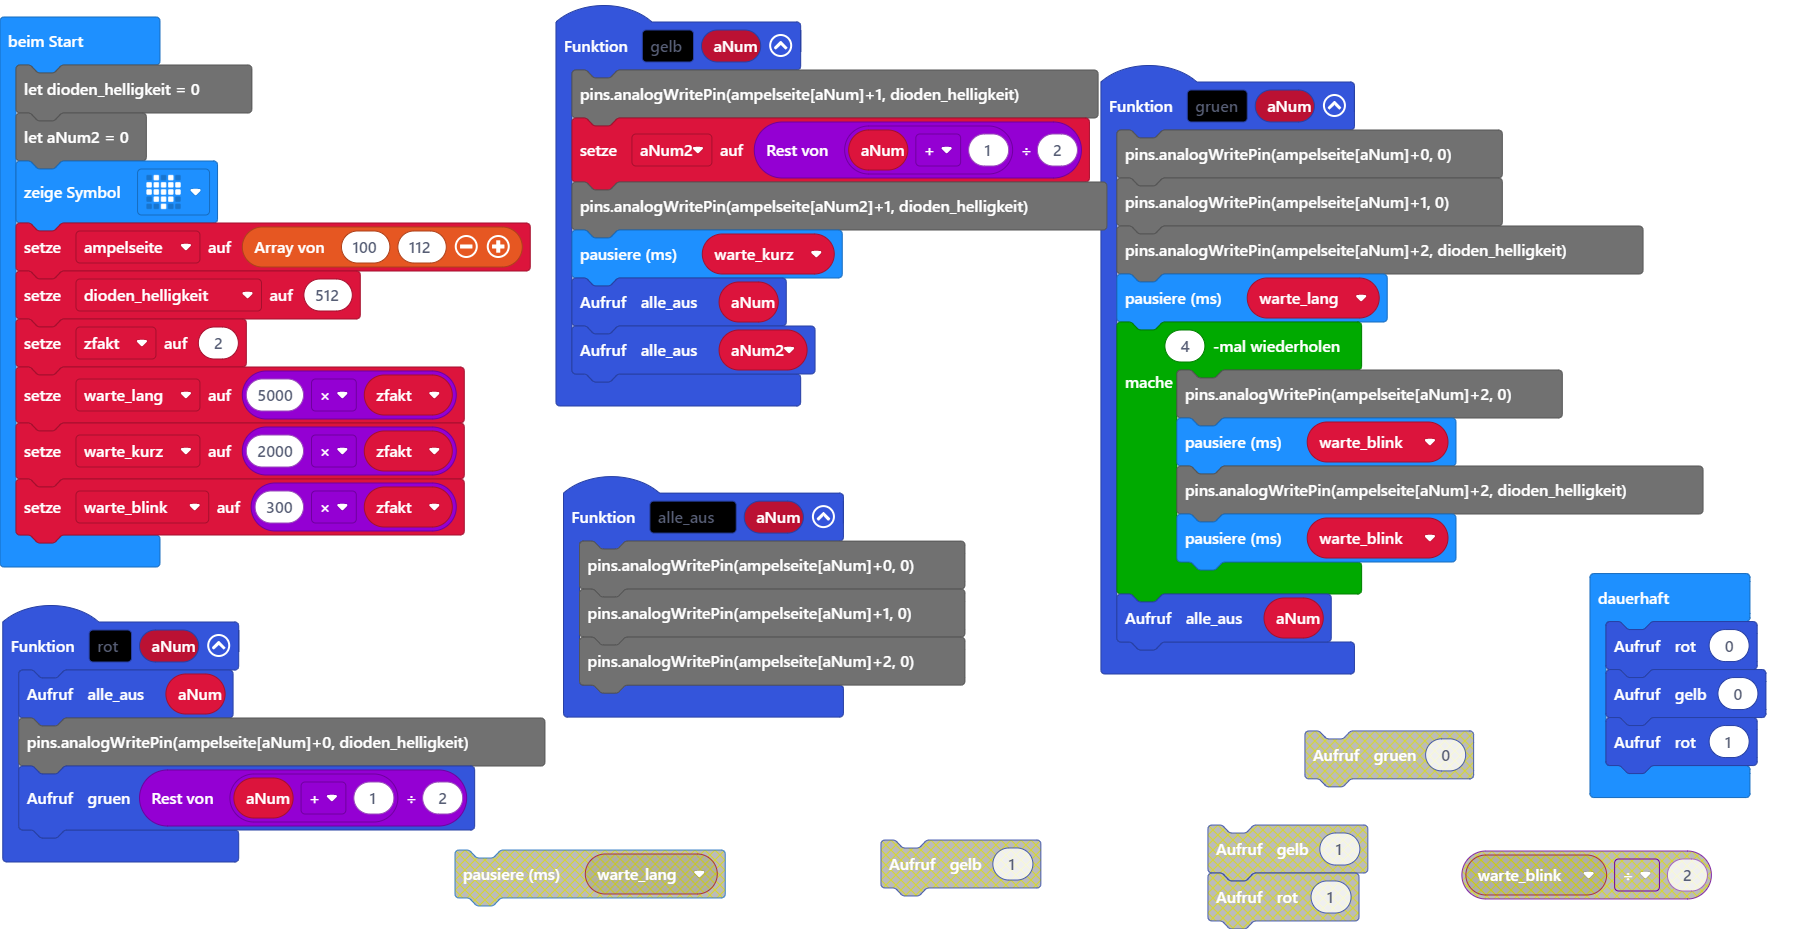 beim Start
let dioden_helligkeit = 0
let aNum2 = 0
zeige Symbol
setze ampelseite auf Array von 100 112
setze dioden_helligkeit auf 512
setze zfakt auf 2
setze warte_lang auf 5000 × zfakt
setze warte_kurz auf 2000 × zfakt
setze warte_blink auf 300 × zfakt
Funktion rot aNum
Aufruf alle_aus aNum
pins.analogWritePin(ampelseite[aNum]+0, dioden_helligkeit)
Aufruf gruen Rest von aNum + 1 ÷ 2
Funktion gelb aNum
pins.analogWritePin(ampelseite[aNum]+1, dioden_helligkeit)
setze aNum2 auf Rest von aNum + 1 ÷ 2
pins.analogWritePin(ampelseite[aNum2]+1, dioden_helligkeit)
pausiere (ms) warte_kurz
Aufruf alle_aus aNum
Aufruf alle_aus aNum2
Funktion alle_aus aNum
pins.analogWritePin(ampelseite[aNum]+0, 0)
pins.analogWritePin(ampelseite[aNum]+1, 0)
pins.analogWritePin(ampelseite[aNum]+2, 0)
Funktion gruen aNum
pins.analogWritePin(ampelseite[aNum]+0, 0)
pins.analogWritePin(ampelseite[aNum]+1, 0)
pins.analogWritePin(ampelseite[aNum]+2, dioden_helligkeit)
pausiere (ms) warte_lang
4 -mal wiederholen
mache
pins.analogWritePin(ampelseite[aNum]+2, 0)
pausiere (ms) warte_blink
pins.analogWritePin(ampelseite[aNum]+2, dioden_helligkeit)
pausiere (ms) warte_blink
Aufruf alle_aus aNum
dauerhaft
Aufruf rot 0
Aufruf gelb 0
Aufruf rot 1
Aufruf gruen 0
pausiere (ms) warte_lang
Aufruf gelb 1
Aufruf gelb 1
Aufruf rot 1
warte_blink ÷ 2